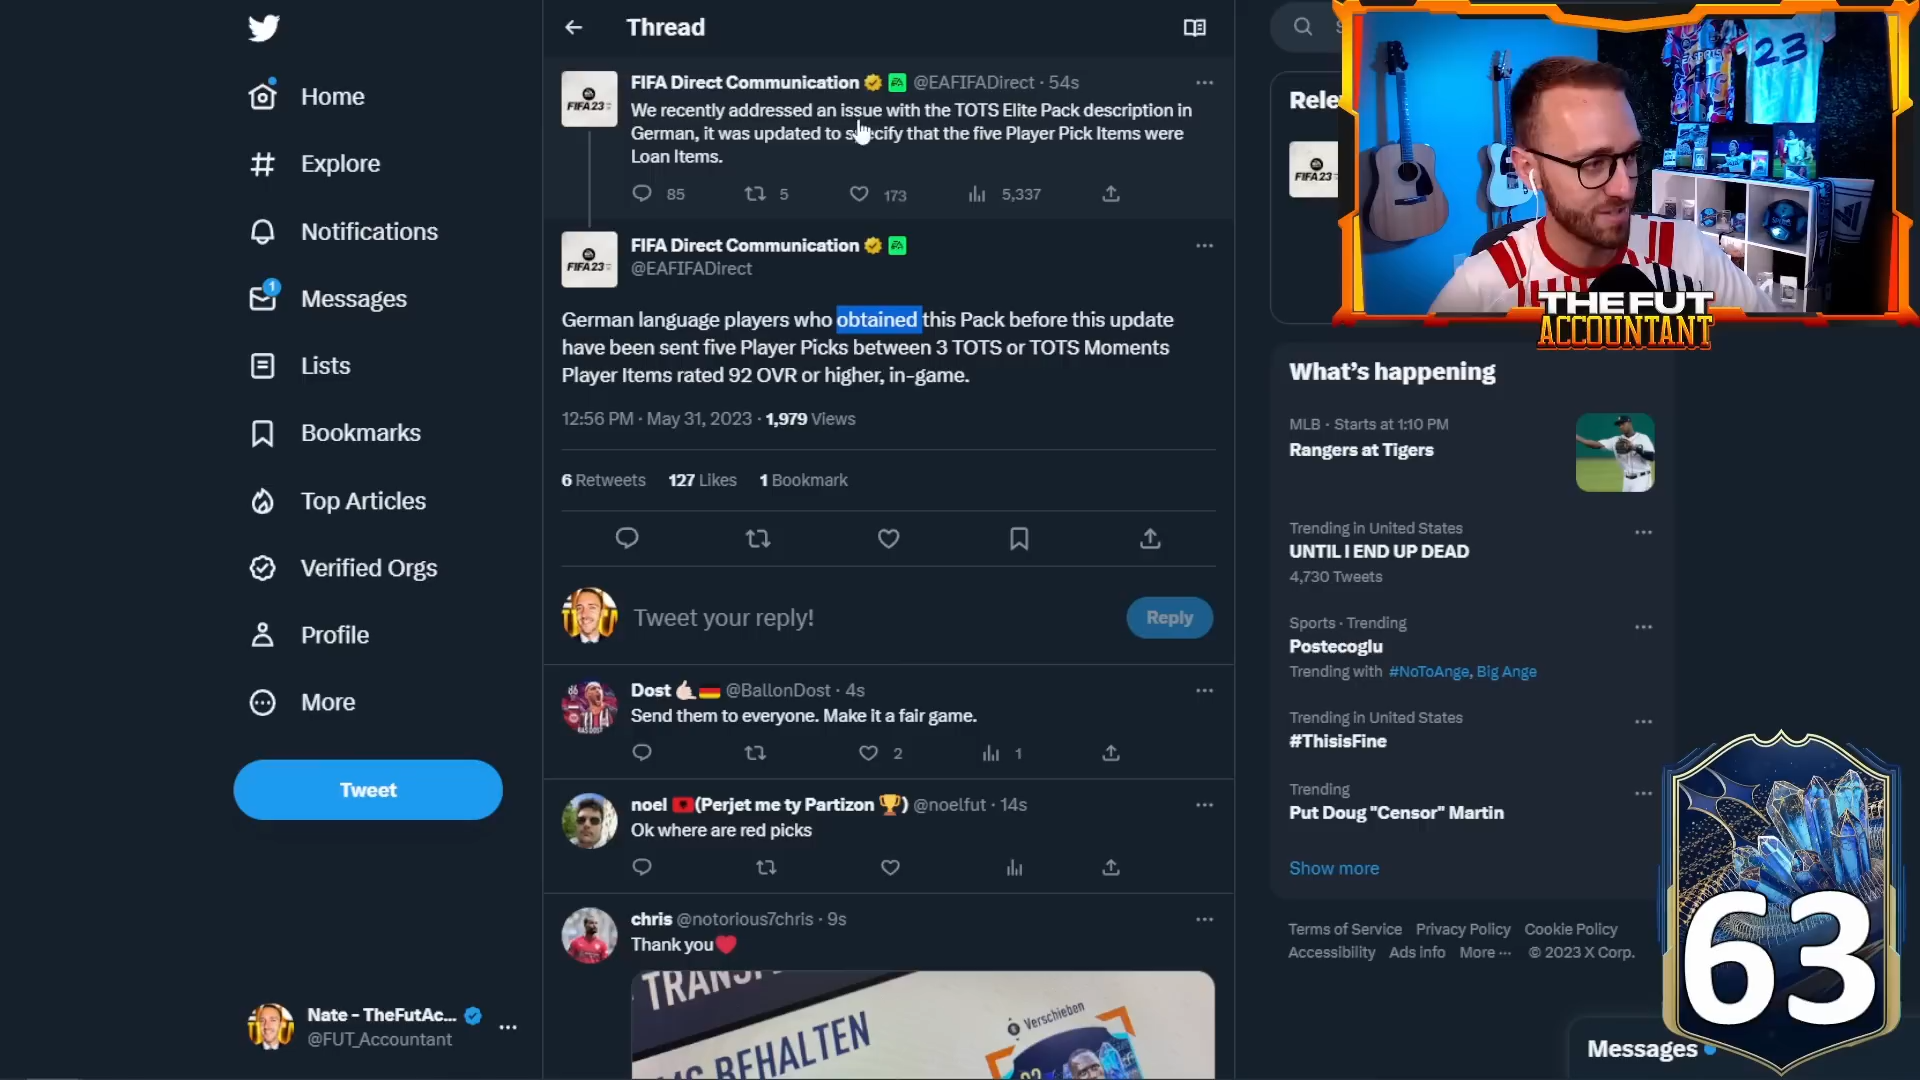 Home
Explore
Notifications
1
Messages
Lists
Bookmarks
Top Articles
Verified Orgs
Profile
More
Tweet
Nate - TheFutAc...
@FUT_Accountant
Thread
FIFA Direct Communication @EAFIFADirect · 54s
We recently addressed an issue with the TOTS Elite Pack description in
German, it was updated to specify that the five Player Pick Items were
Loan Items.
85 5 173 5,337
FIFA 23
FIFA Direct Communication
@EAFIFADirect
FIFA 23
German language players who obtained this Pack before this update
have been sent five Player Picks between 3 TOTS or TOTS Moments
Player Items rated 92 OVR or higher, in-game.
12:56 PM · May 31, 2023 · 1,979 Views
6 Retweets 127 Likes 1 Bookmark
Tweet your reply!
Reply
Dost @BallonDost · 4s
Send them to everyone. Make it a fair game.
2 1
noel (Perjet me ty Partizon ) @noelfut · 14s
Ok where are red picks
chris @notorious7chris · 9s
Thank you
BEHALTEN
Verschieben
Rele
FIFA 23
23
THE FUT
ACCOUNTANT
What's happening
MLB · Starts at 1:10 PM
Rangers at Tigers
Trending in United States
UNTIL I END UP DEAD
4,730 Tweets
Sports · Trending
Postecoglu
Trending with #NoToAnge, Big Ange
Trending in United States
#ThisisFine
Trending
Put Doug "Censor" Martin
Show more
Terms of Service Privacy Policy Cookie Policy
Accessibility Ads info More ··· © 2023 X Corp.
63
Messages